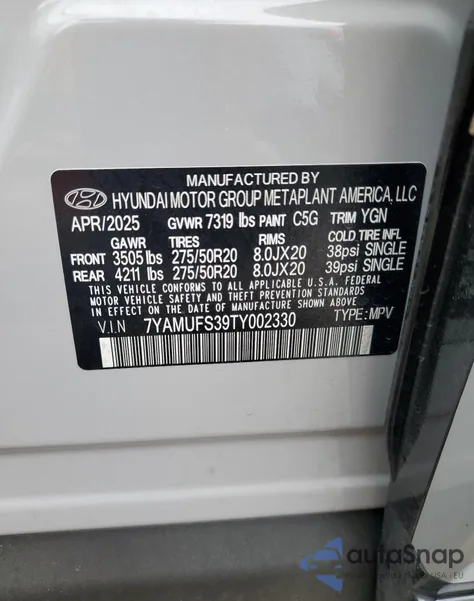 MANUFACTURED BY
HYUNDAI MOTOR GROUP METAPLANT AMERICA, LLC
APR/2025 GVWR 7319 lbs PAINT C5G TRIM YGN
GAWR TIRES RIMS COLD TIRE INFL
FRONT 3505 lbs 275/50R20 8.0JX20 38psi SINGLE
REAR 4211 lbs 275/50R20 8.0JX20 39psi SINGLE
THIS VEHICLE CONFORMS TO ALL APPLICABLE U.S.A. FEDERAL
MOTOR VEHICLE SAFETY, BUMPER, AND THEFT PREVENTION STANDARDS
IN EFFECT ON THE DATE OF MANUFACTURE SHOWN ABOVE.
V.I.N 7YAMUFS39TY002330 TYPE:MPV
autoSnap
USA | EU